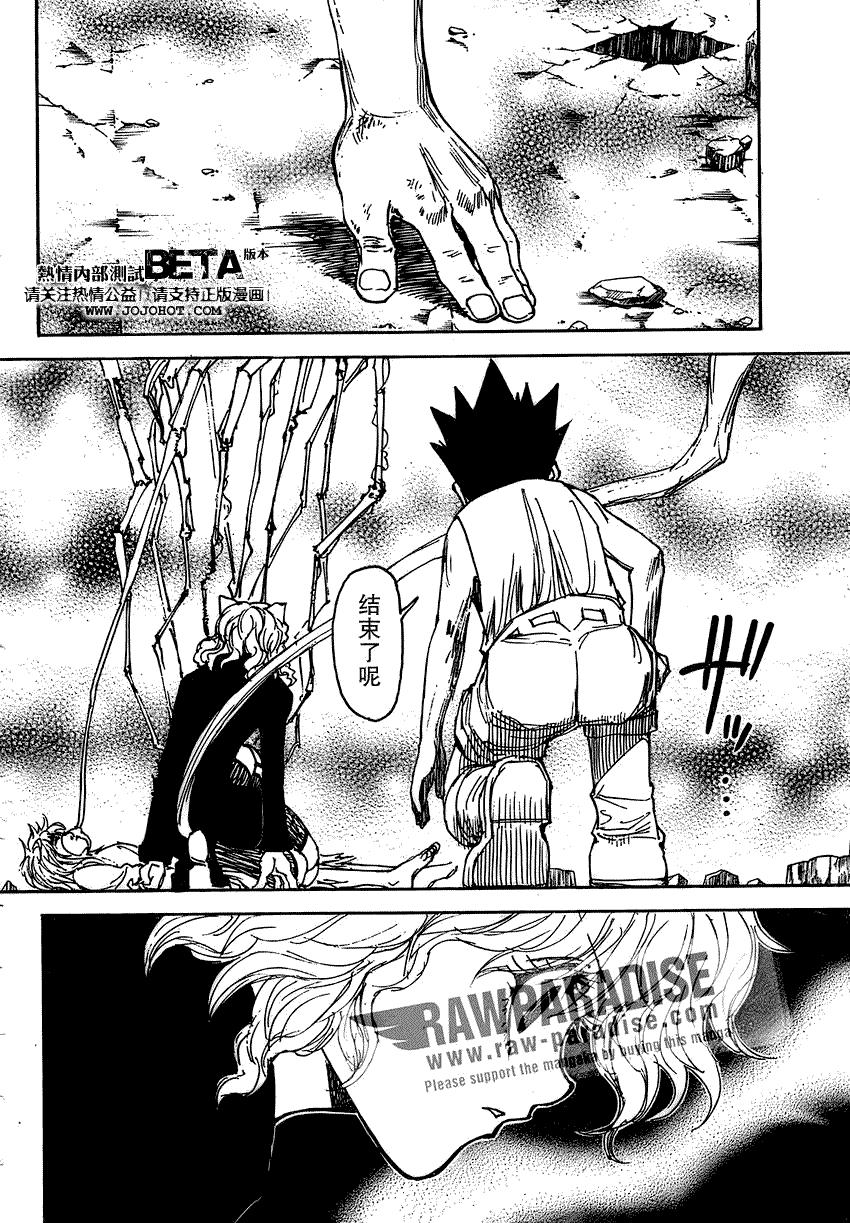 熱情內部測試BETA版本
请关注热情公益! 请支持正版漫画!
WWW.JOJOHOT.COM
结束了呢
RAWPARADISE
www.raw-paradise.com
Please support the mangaka by buying this manga